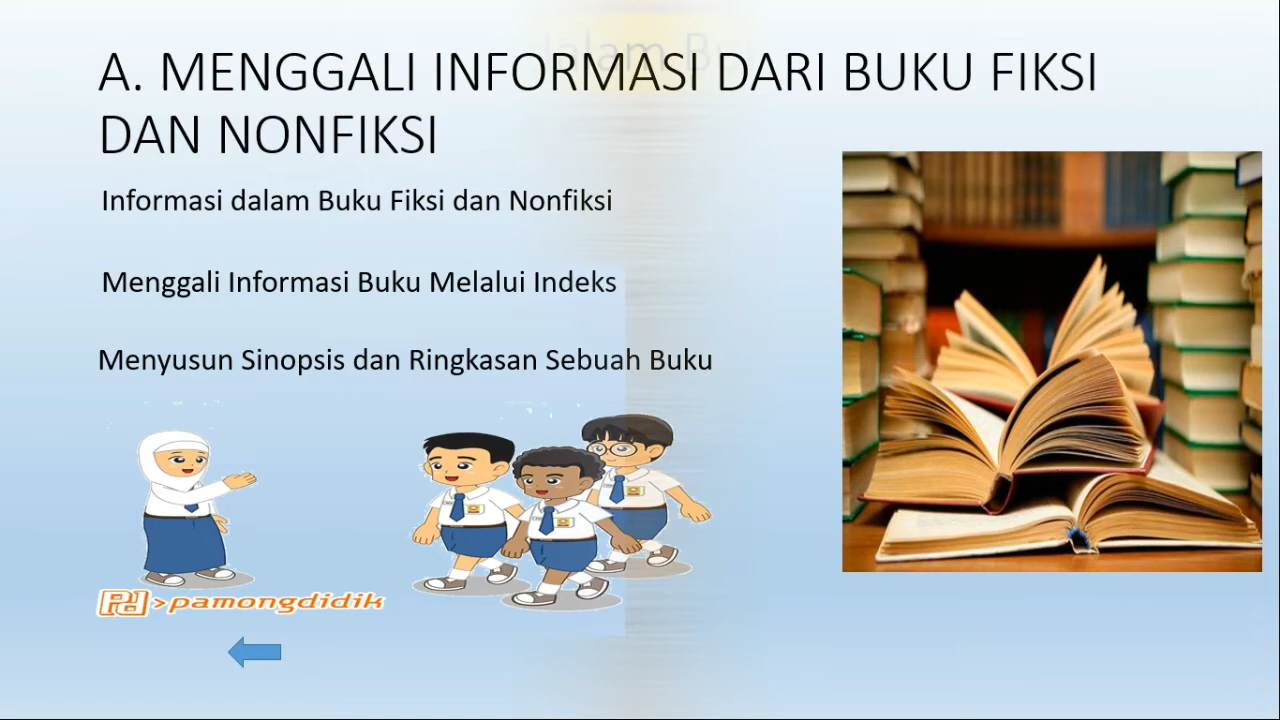 A. MENGGALI INFORMASI DARI BUKU FIKSI
DAN NONFIKSI
Informasi dalam Buku Fiksi dan Nonfiksi
Menggali Informasi Buku Melalui Indeks
Menyusun Sinopsis dan Ringkasan Sebuah Buku
Pd>pamongdidik